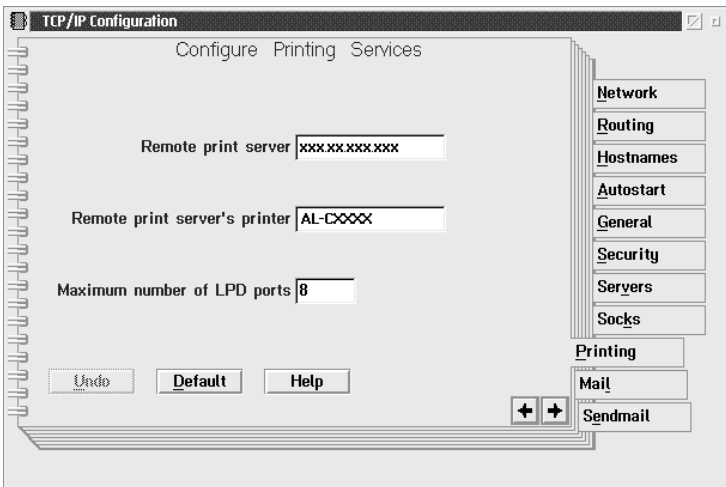 TCP/IP Configuration
Configure Printing Services
Network
Routing
Remote print server xxx.xx.xxx.xxx
Hostnames
Autostart
Remote print server's printer AL-CXXXX
General
Security
Maximum number of LPD ports 8
Servers
Socks
Printing
Undo Default Help
Mail
Sendmail